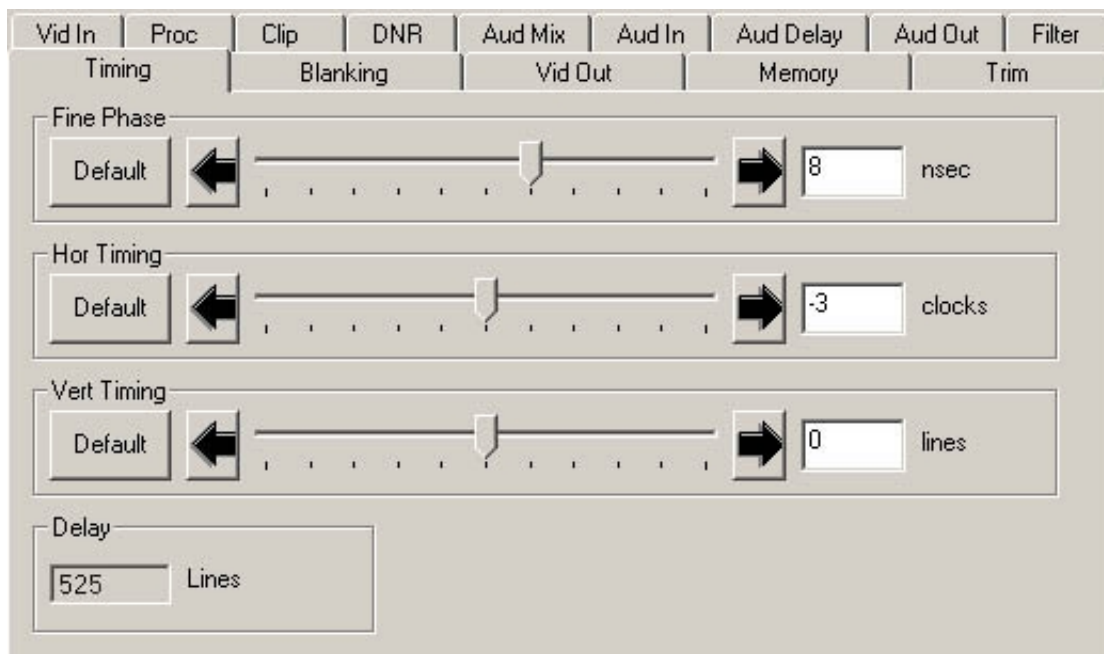 Vid In Proc Clip DNR Aud Mix Aud In Aud Delay Aud Out Filter
Timing Blanking Vid Out Memory Trim
Fine Phase
Default 8 nsec
Hor Timing
Default -3 clocks
Vert Timing
Default 0 lines
Delay
525 Lines